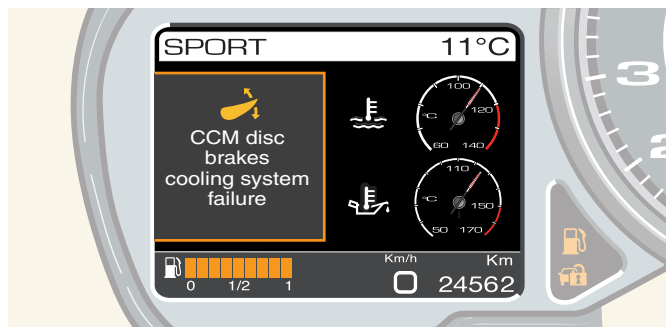 SPORT 11°C
CCM disc
brakes
cooling system
failure
100
°C 120
60 140
110
°C 150
50 170
Km/h Km
0 1/2 1
0 24562
3
2